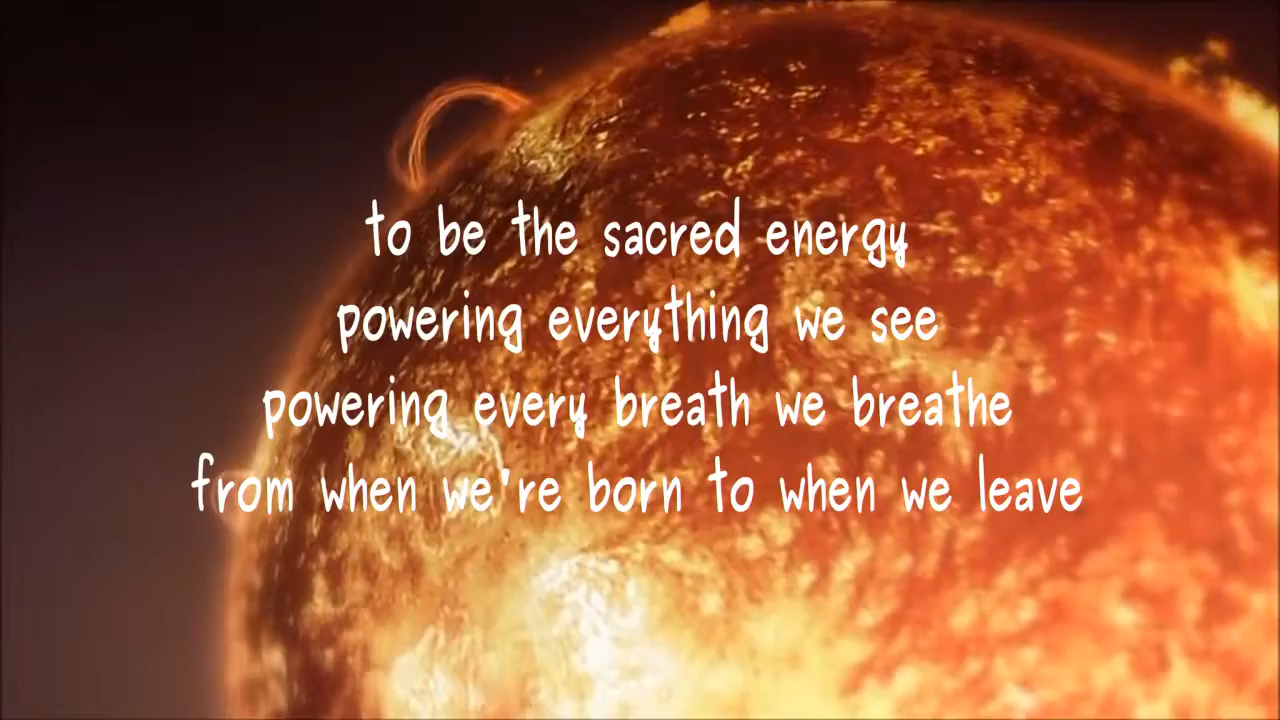 to be the sacred energy
powering everything we see
powering every breath we breathe
from when we're born to when we leave